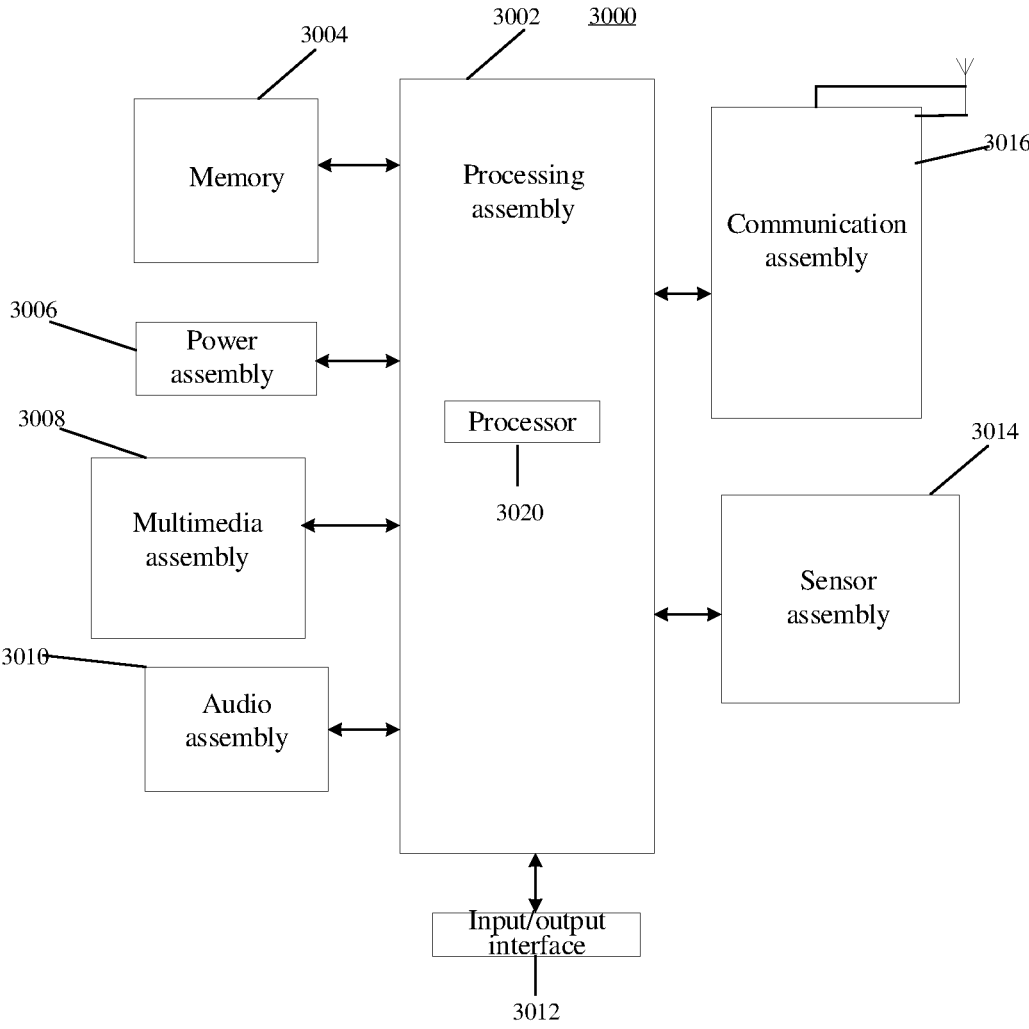 3002
3000
3004
Memory
Processing
assembly
3016
Communication
assembly
3006
Power
assembly
3008
Processor
3020
3014
Multimedia
assembly
Sensor
assembly
3010
Audio
assembly
Input/output
interface
3012